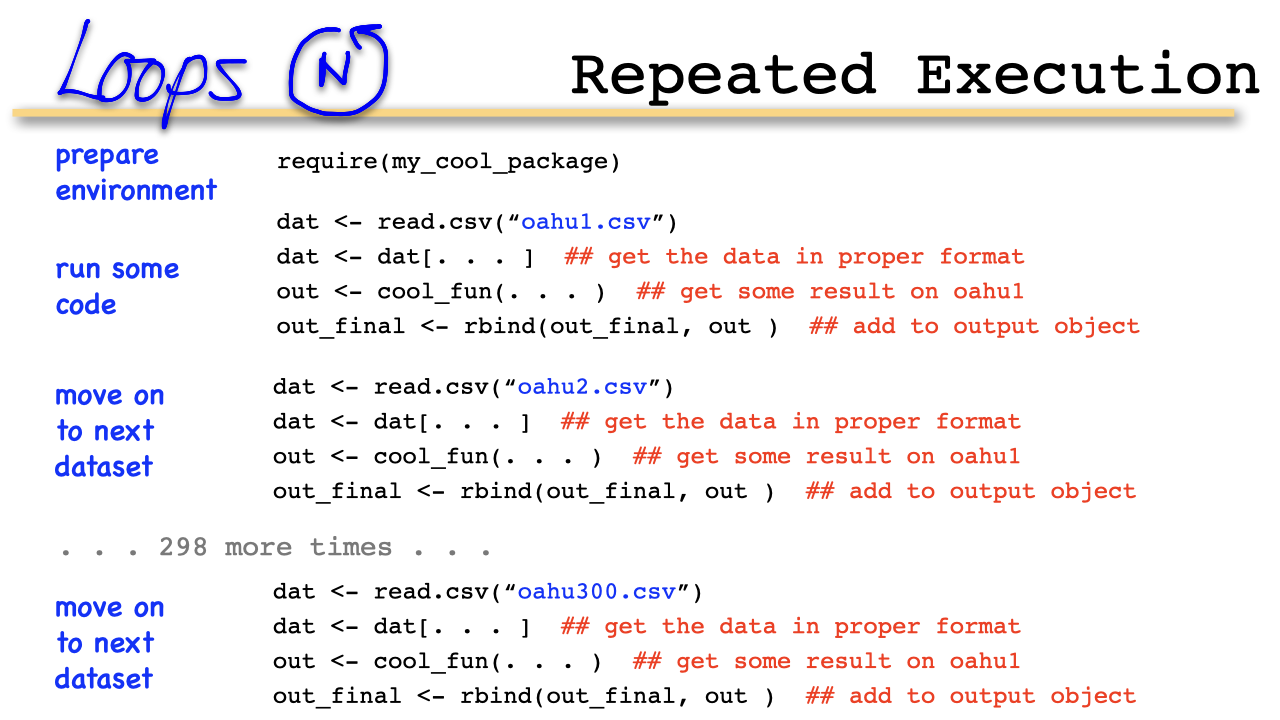 Loops N
Repeated Execution
prepare
environment
require(my_cool_package)
run some
code
dat <- read.csv(“oahu1.csv”)
dat <- dat[. . . ]  ## get the data in proper format
out <- cool_fun(. . . )  ## get some result on oahu1
out_final <- rbind(out_final, out )  ## add to output object
move on
to next
dataset
dat <- read.csv(“oahu2.csv”)
dat <- dat[. . . ]  ## get the data in proper format
out <- cool_fun(. . . )  ## get some result on oahu1
out_final <- rbind(out_final, out )  ## add to output object
. . . 298 more times . . .
move on
to next
dataset
dat <- read.csv(“oahu300.csv”)
dat <- dat[. . . ]  ## get the data in proper format
out <- cool_fun(. . . )  ## get some result on oahu1
out_final <- rbind(out_final, out )  ## add to output object